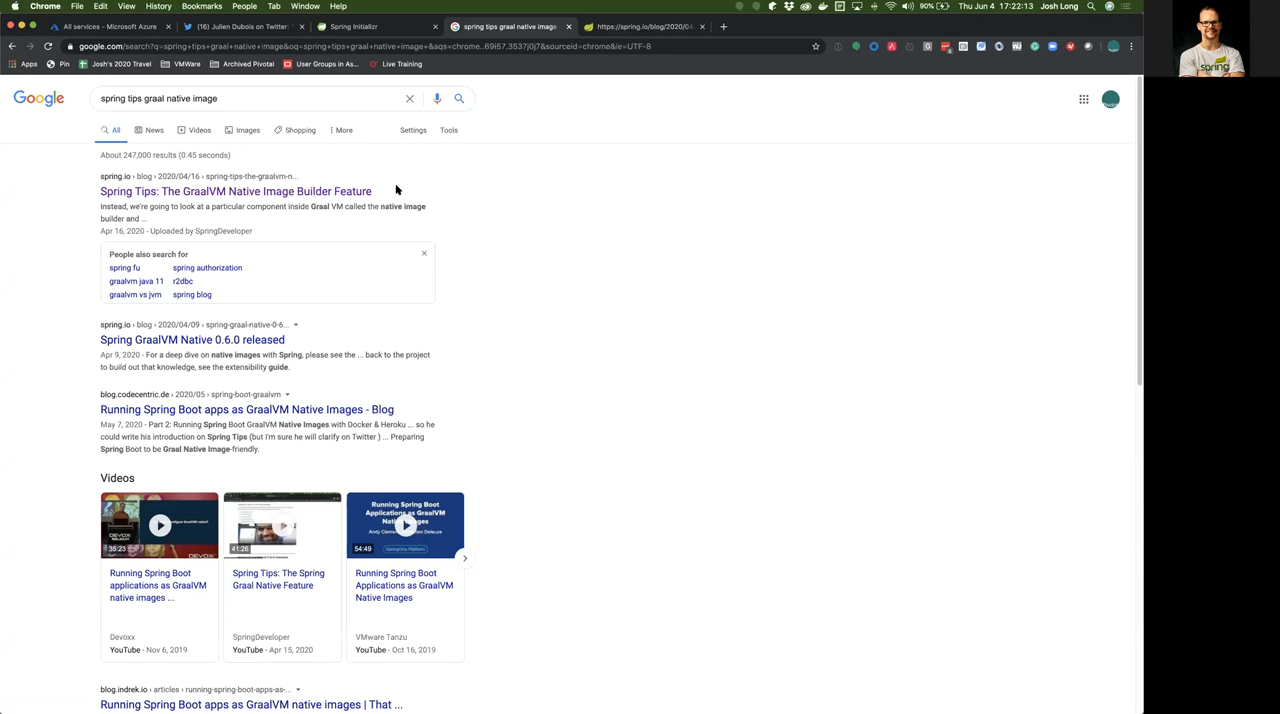 Chrome File Edit View History Bookmarks People Tab Window Help
90% Thu Jun 4 17:22:13 Josh Long
All services - Microsoft Azure
(16) Julien Dubois on Twitter: "
Spring Initializr
spring tips graal native image
https://spring.io/blog/2020/04
google.com/search?q=spring+tips+graal+native+image&oq=spring+tips+graal+native+image+&aqs=chrome..69i57.3537j0j7&sourceid=chrome&ie=UTF-8
Apps Pin Josh's 2020 Travel VMWare Archived Pivotal User Groups in As... Live Training
Google
spring tips graal native image
All News Videos Images Shopping More Settings Tools
About 247,000 results (0.45 seconds)
spring.io › blog › 2020/04/16 › spring-tips-the-graalvm-n...
Spring Tips: The GraalVM Native Image Builder Feature
Instead, we're going to look at a particular component inside Graal VM called the native image
builder and ...
Apr 16, 2020 - Uploaded by SpringDeveloper
People also search for
spring fu spring authorization
graalvm java 11 r2dbc
graalvm vs jvm spring blog
spring.io › blog › 2020/04/09 › spring-graal-native-0-6...
Spring GraalVM Native 0.6.0 released
Apr 9, 2020 - For a deep dive on native images with Spring, please see the ... back to the project
to build out that knowledge, see the extensibility guide.
blog.codecentric.de › 2020/05 › spring-boot-graalvm
Running Spring Boot apps as GraalVM Native Images - Blog
May 7, 2020 - Part 2: Running Spring Boot GraalVM Native Images with Docker & Heroku ... so he
could write his introduction on Spring Tips (but I'm sure he will clarify on Twitter ) ... Preparing
Spring Boot to be Graal Native Image-friendly.
Videos
35:23
41:26
Running Spring Boot
Applications as GraalVM
Native Images
54:49
Running Spring Boot
applications as GraalVM
native images ...
Devoxx
YouTube - Nov 6, 2019
Spring Tips: The Spring
Graal Native Feature
SpringDeveloper
YouTube - Apr 15, 2020
Running Spring Boot
Applications as GraalVM
Native Images
VMware Tanzu
YouTube - Oct 16, 2019
blog.indrek.io › articles › running-spring-boot-apps-as-...
Running Spring Boot apps as GraalVM native images | That ...
spring